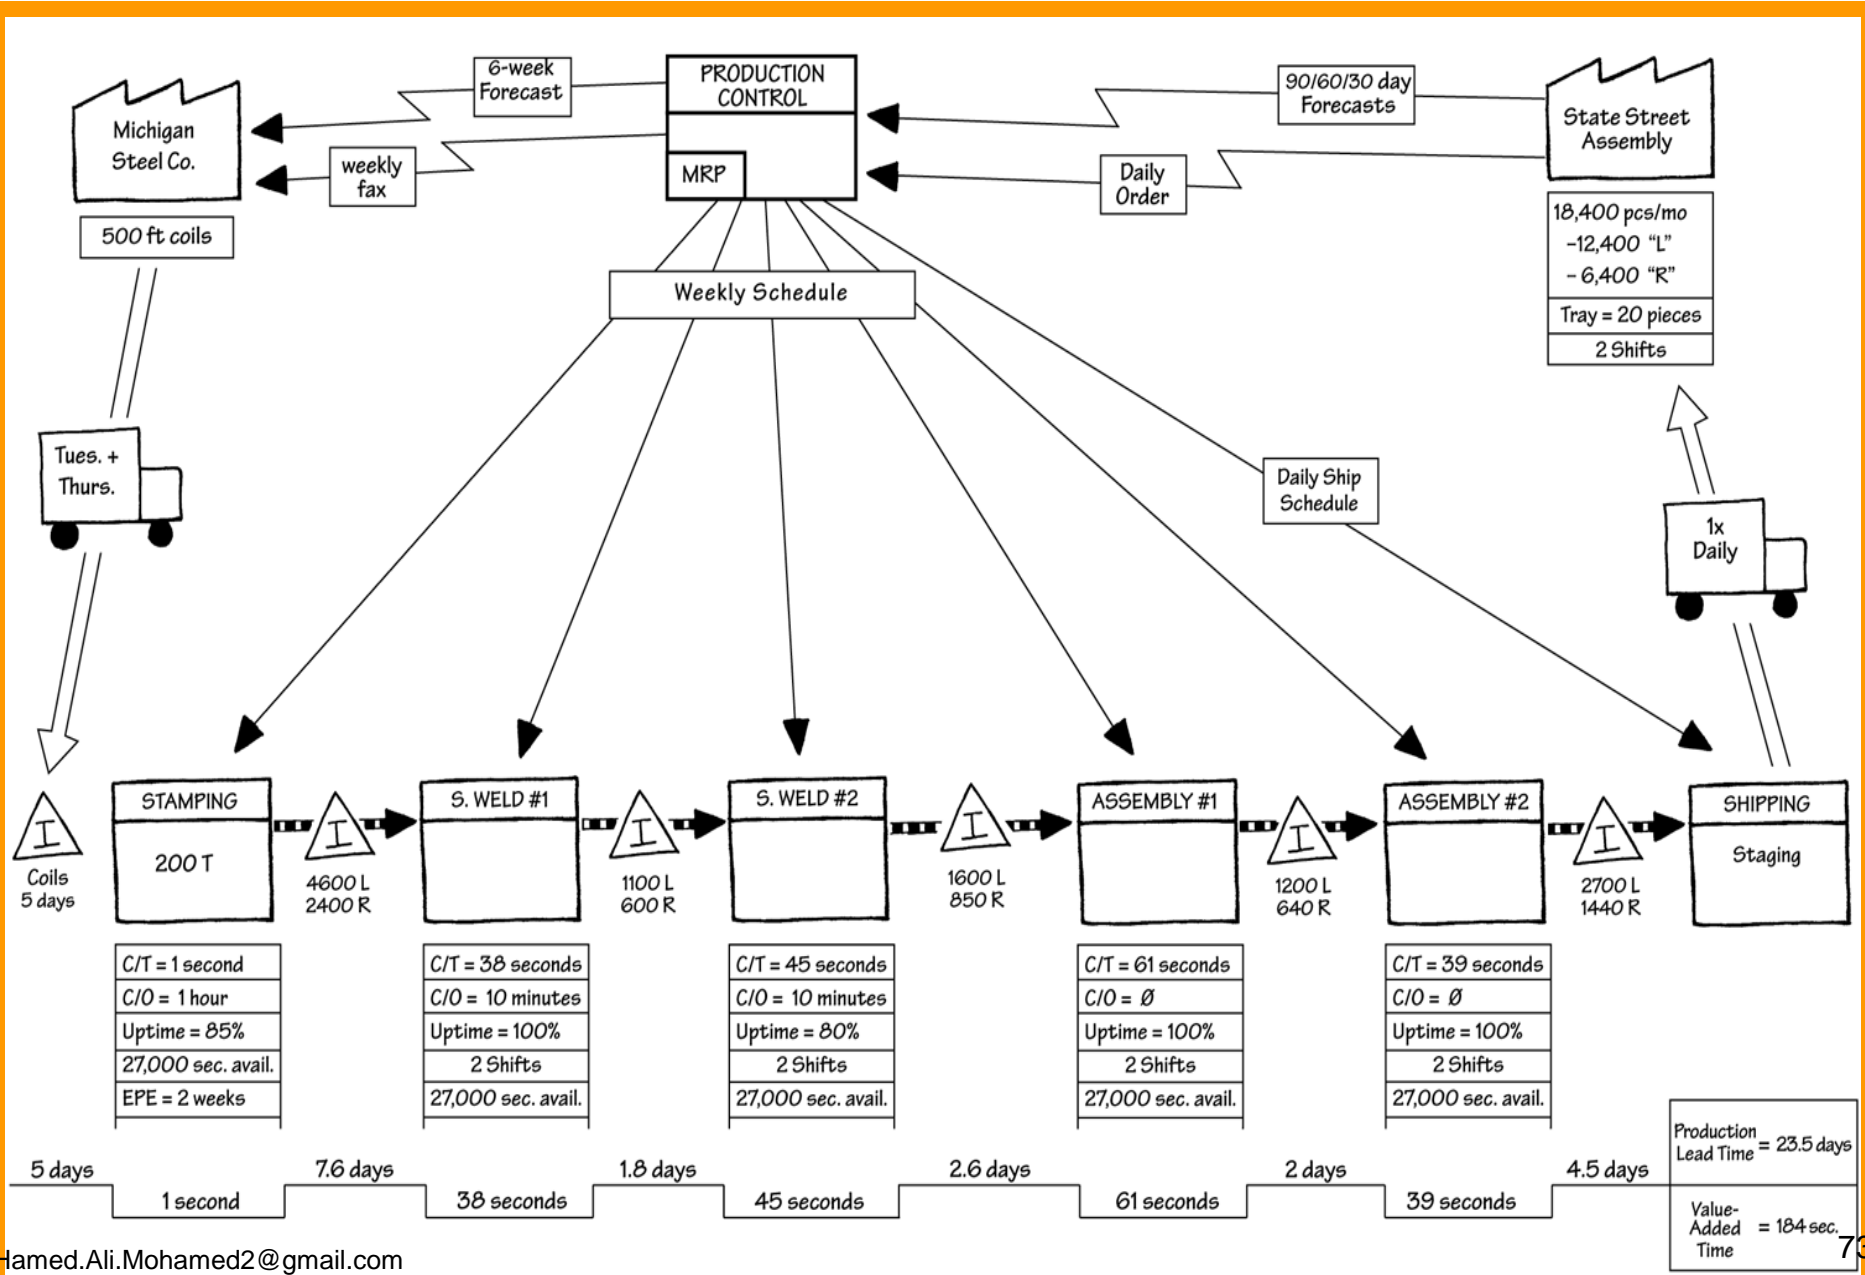 6-week
Forecast
PRODUCTION
CONTROL
90/60/30 day
Forecasts
Michigan
Steel Co.
State Street
Assembly
weekly
fax
MRP
Daily
Order
500 ft coils
18,400 pcs/mo
-12,400 "L"
- 6,400 "R"
Tray = 20 pieces
2 Shifts
Weekly Schedule
Tues. +
Thurs.
Daily Ship
Schedule
1x
Daily
I
Coils
5 days
STAMPING
200 T
I
4600 L
2400 R
S. WELD #1
I
1100 L
600 R
S. WELD #2
I
1600 L
850 R
ASSEMBLY #1
I
1200 L
640 R
ASSEMBLY #2
I
2700 L
1440 R
SHIPPING
Staging
C/T = 1 second
C/O = 1 hour
Uptime = 85%
27,000 sec. avail.
EPE = 2 weeks
C/T = 38 seconds
C/O = 10 minutes
Uptime = 100%
2 Shifts
27,000 sec. avail.
C/T = 45 seconds
C/O = 10 minutes
Uptime = 80%
2 Shifts
27,000 sec. avail.
C/T = 61 seconds
C/O = Ø
Uptime = 100%
2 Shifts
27,000 sec. avail.
C/T = 39 seconds
C/O = Ø
Uptime = 100%
2 Shifts
27,000 sec. avail.
5 days
1 second
7.6 days
38 seconds
1.8 days
45 seconds
2.6 days
61 seconds
2 days
39 seconds
4.5 days
Production
Lead Time = 23.5 days
Value-
Added = 184 sec.
Time
Hamed.Ali.Mohamed2@gmail.com
73